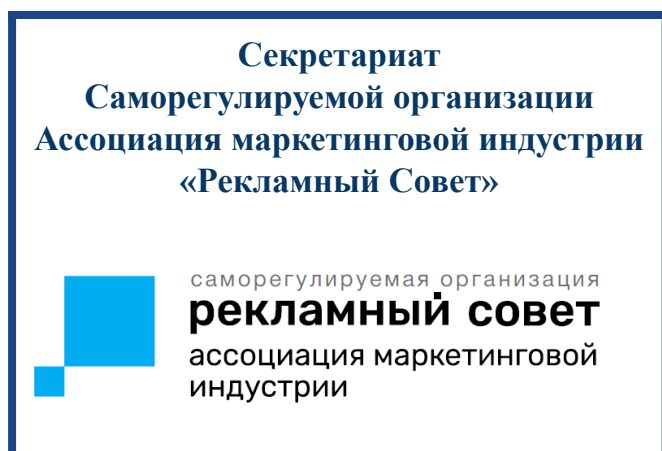 Секретариат
Саморегулируемой организации
Ассоциация маркетинговой индустрии
«Рекламный Совет»
саморегулируемая организация
рекламный совет
ассоциация маркетинговой
индустрии